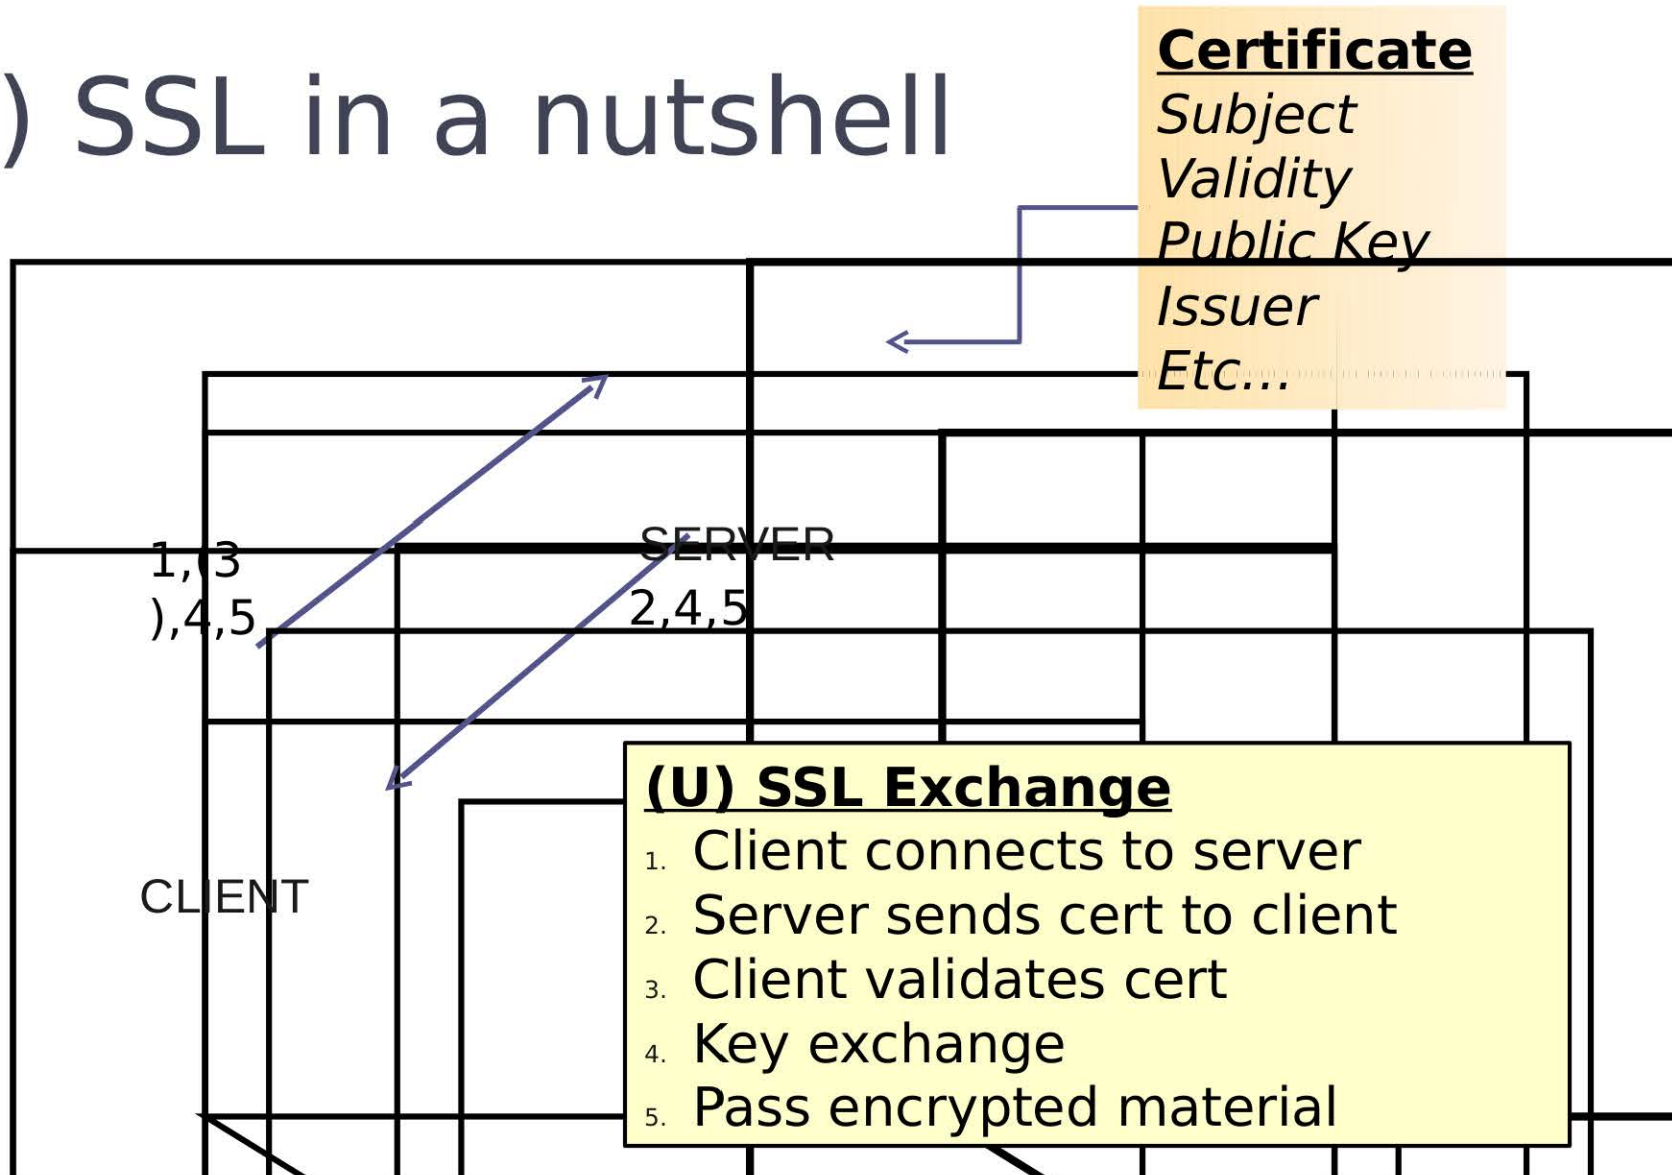 ) SSL in a nutshell
Certificate
Subject
Validity
Public Key
Issuer
Etc...
1,(3
),4,5
SERVER
2,4,5
CLIENT
(U) SSL Exchange
1. Client connects to server
2. Server sends cert to client
3. Client validates cert
4. Key exchange
5. Pass encrypted material